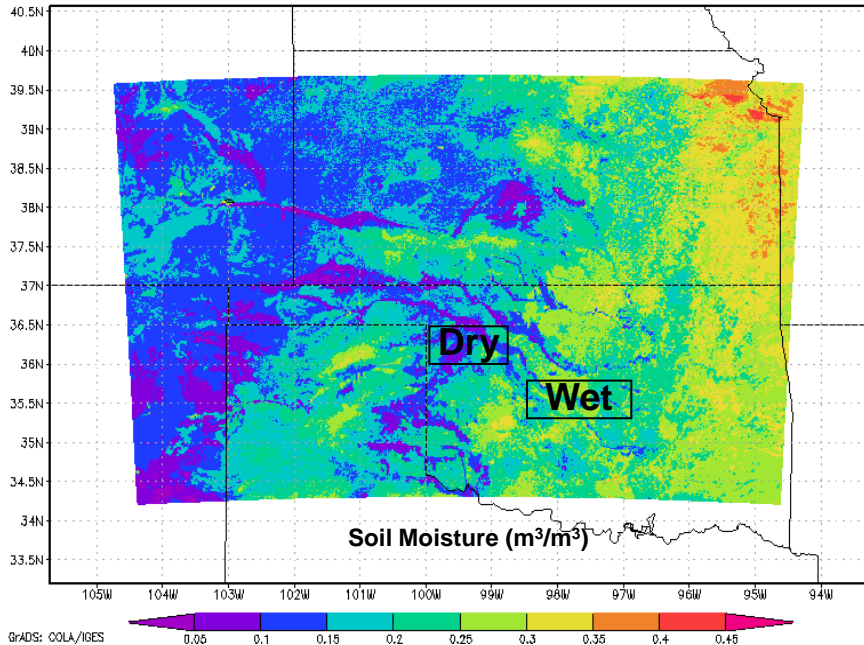 40.5N
40N
39.5N
39N
38.5N
38N
37.5N
37N
36.5N
36N
35.5N
35N
34.5N
34N
33.5N
Dry
Wet
Soil Moisture (m³/m³)
105W 104W 103W 102W 101W 100W 99W 98W 97W 96W 95W 94W
0.05 0.1 0.15 0.2 0.25 0.3 0.35 0.4 0.45
GrADS: COLA/IGES